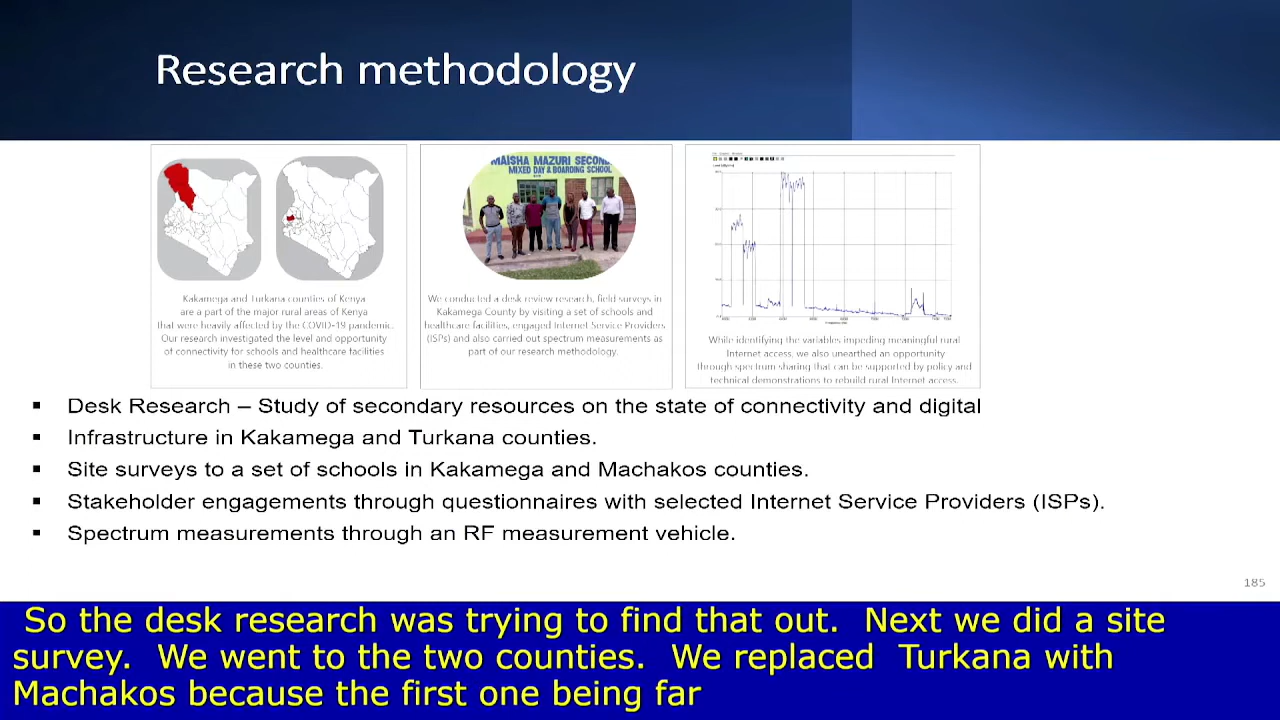 Research methodology
Kakamega and Turkana counties of Kenya
are a part of the major rural areas of Kenya
that were heavily affected by the COVID-19 pandemic.
Our research investigated the level and opportunity
of connectivity for schools and healthcare facilities
in these two counties.
MAISHA MAZURI SECOND
MIXED DAY & BOARDING SCHOOL
We conducted a desk review research, field surveys in
Kakamega County by visiting a set of schools and
healthcare facilities, engaged Internet Service Providers
(ISPs) and also carried out spectrum measurements as
part of our research methodology.
While identifying the variables impeding meaningful rural
Internet access, we also unearthed an opportunity
through spectrum sharing that can be supported by policy and
technical demonstrations to rebuild rural Internet access.
▪ Desk Research – Study of secondary resources on the state of connectivity and digital
▪ Infrastructure in Kakamega and Turkana counties.
▪ Site surveys to a set of schools in Kakamega and Machakos counties.
▪ Stakeholder engagements through questionnaires with selected Internet Service Providers (ISPs).
▪ Spectrum measurements through an RF measurement vehicle.
185
So the desk research was trying to find that out. Next we did a site
survey. We went to the two counties. We replaced Turkana with
Machakos because the first one being far